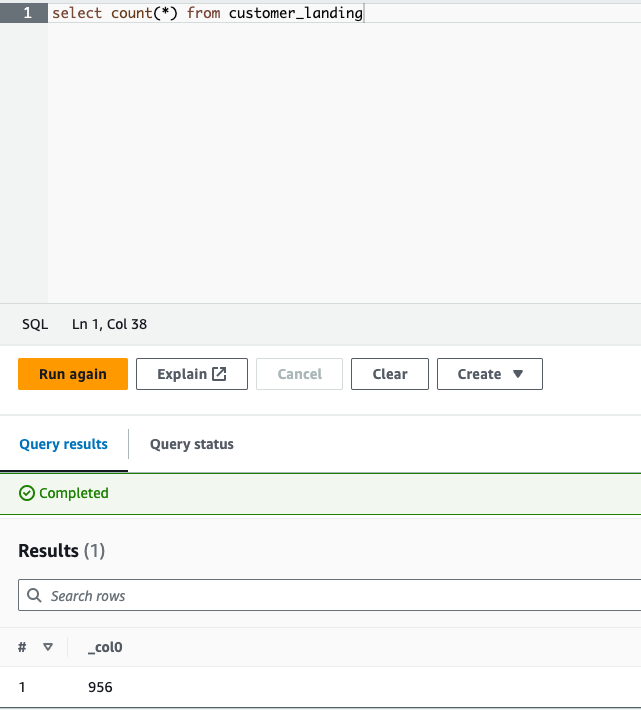 1 select count(*) from customer_landing
SQL Ln 1, Col 38
Run again Explain Cancel Clear Create
Query results Query status
Completed
Results (1)
Search rows
# _col0
1 956